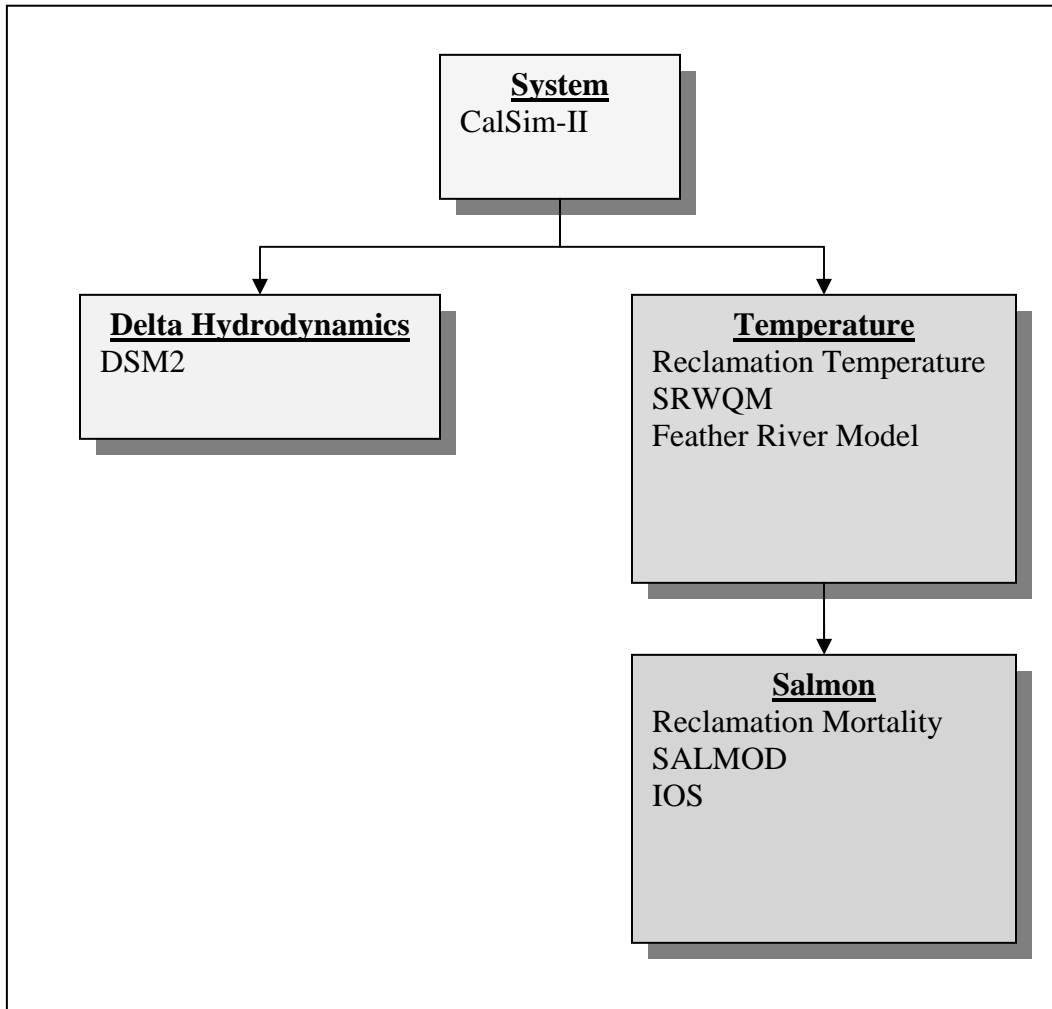 System
CalSim-II
Delta Hydrodynamics
DSM2
Temperature
Reclamation Temperature
SRWQM
Feather River Model
Salmon
Reclamation Mortality
SALMOD
IOS